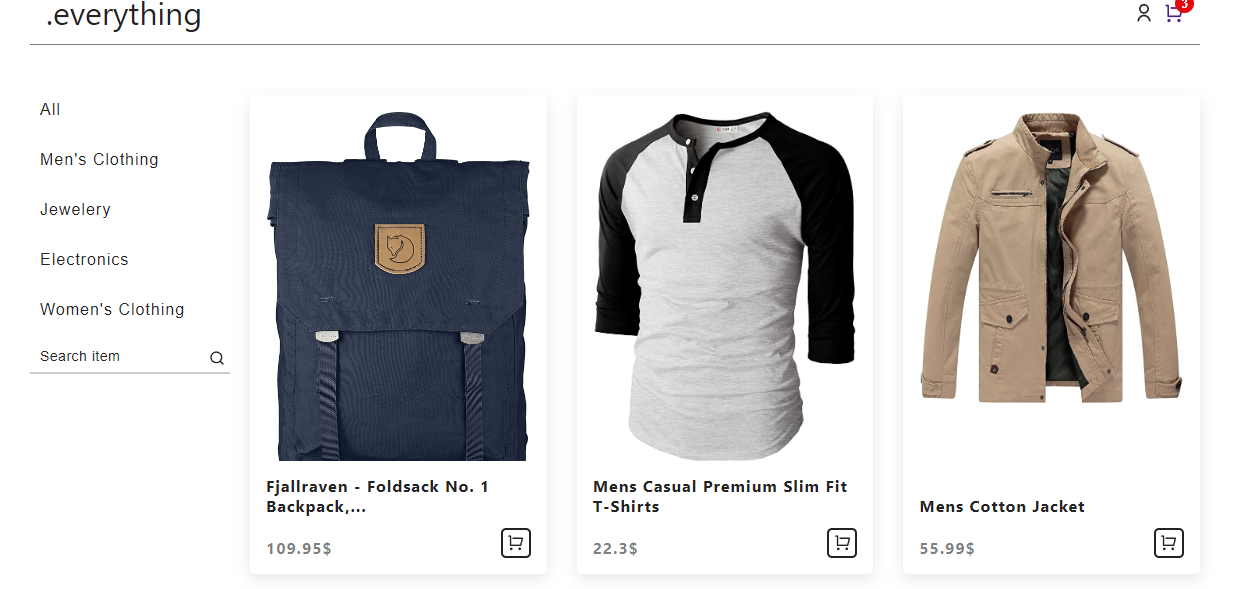 .everything
3
All
Men's Clothing
Jewelery
Electronics
Women's Clothing
Search item
Fjallraven - Foldsack No. 1
Backpack,...
109.95$
Mens Casual Premium Slim Fit
T-Shirts
22.3$
Mens Cotton Jacket
55.99$